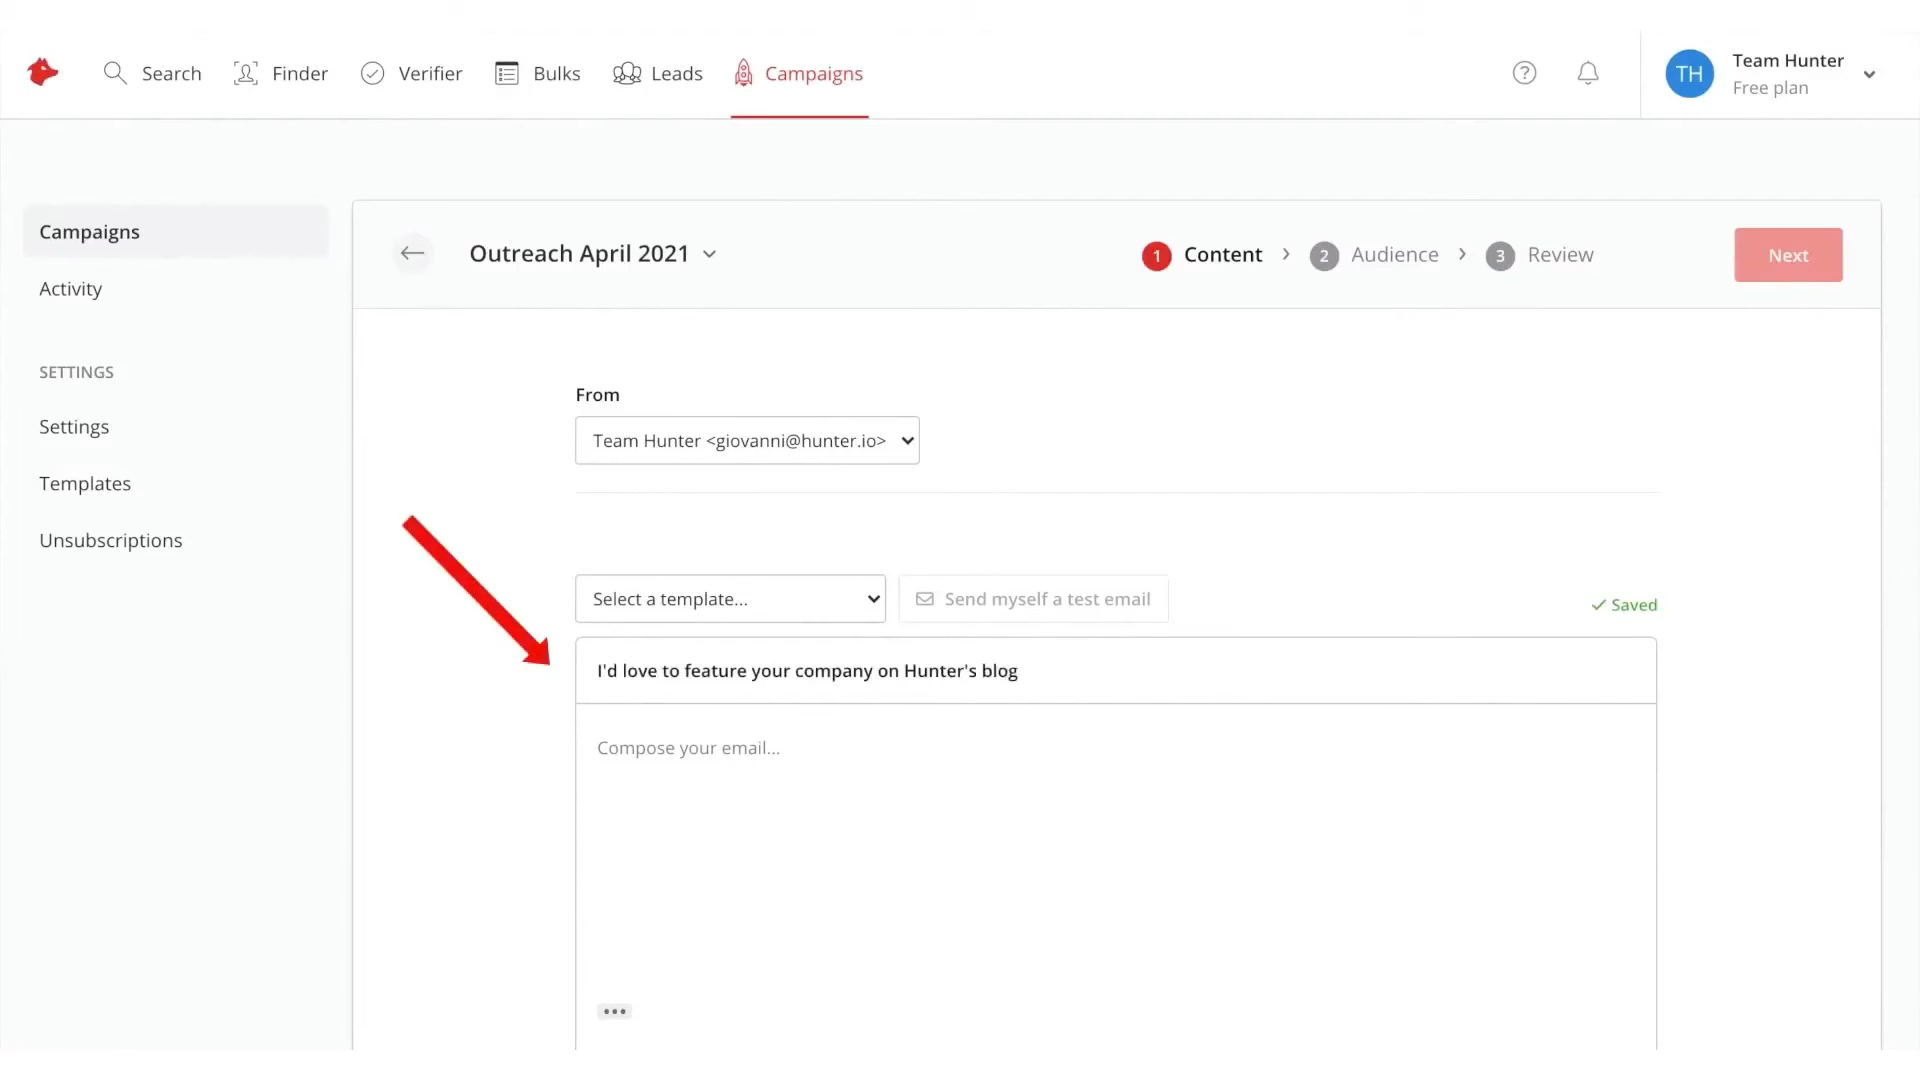 Search Finder Verifier Bulks Leads Campaigns ? TH Team Hunter
Free plan
Campaigns
Activity
SETTINGS
Settings
Templates
Unsubscriptions
Outreach April 2021 1 Content 2 Audience 3 Review Next
From
Team Hunter <giovanni@hunter.io>
Select a template... Send myself a test email Saved
I'd love to feature your company on Hunter's blog
Compose your email...